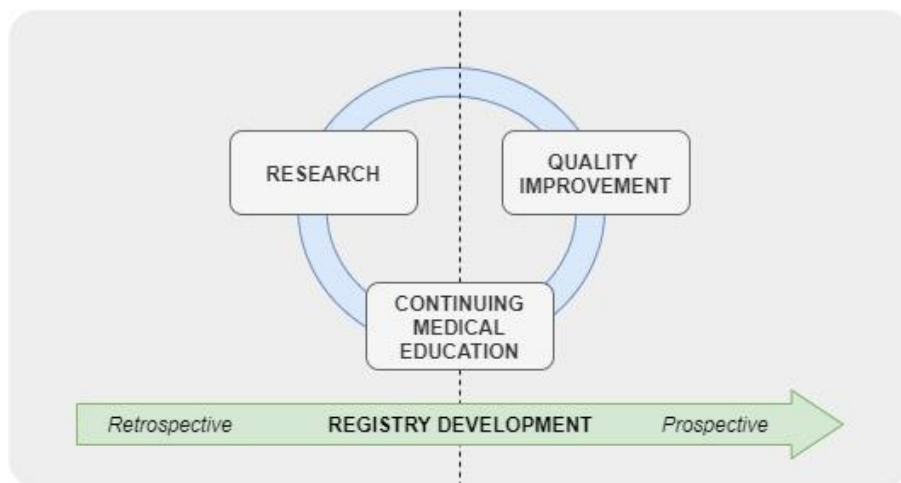 RESEARCH
QUALITY
IMPROVEMENT
CONTINUING
MEDICAL
EDUCATION
Retrospective REGISTRY DEVELOPMENT Prospective